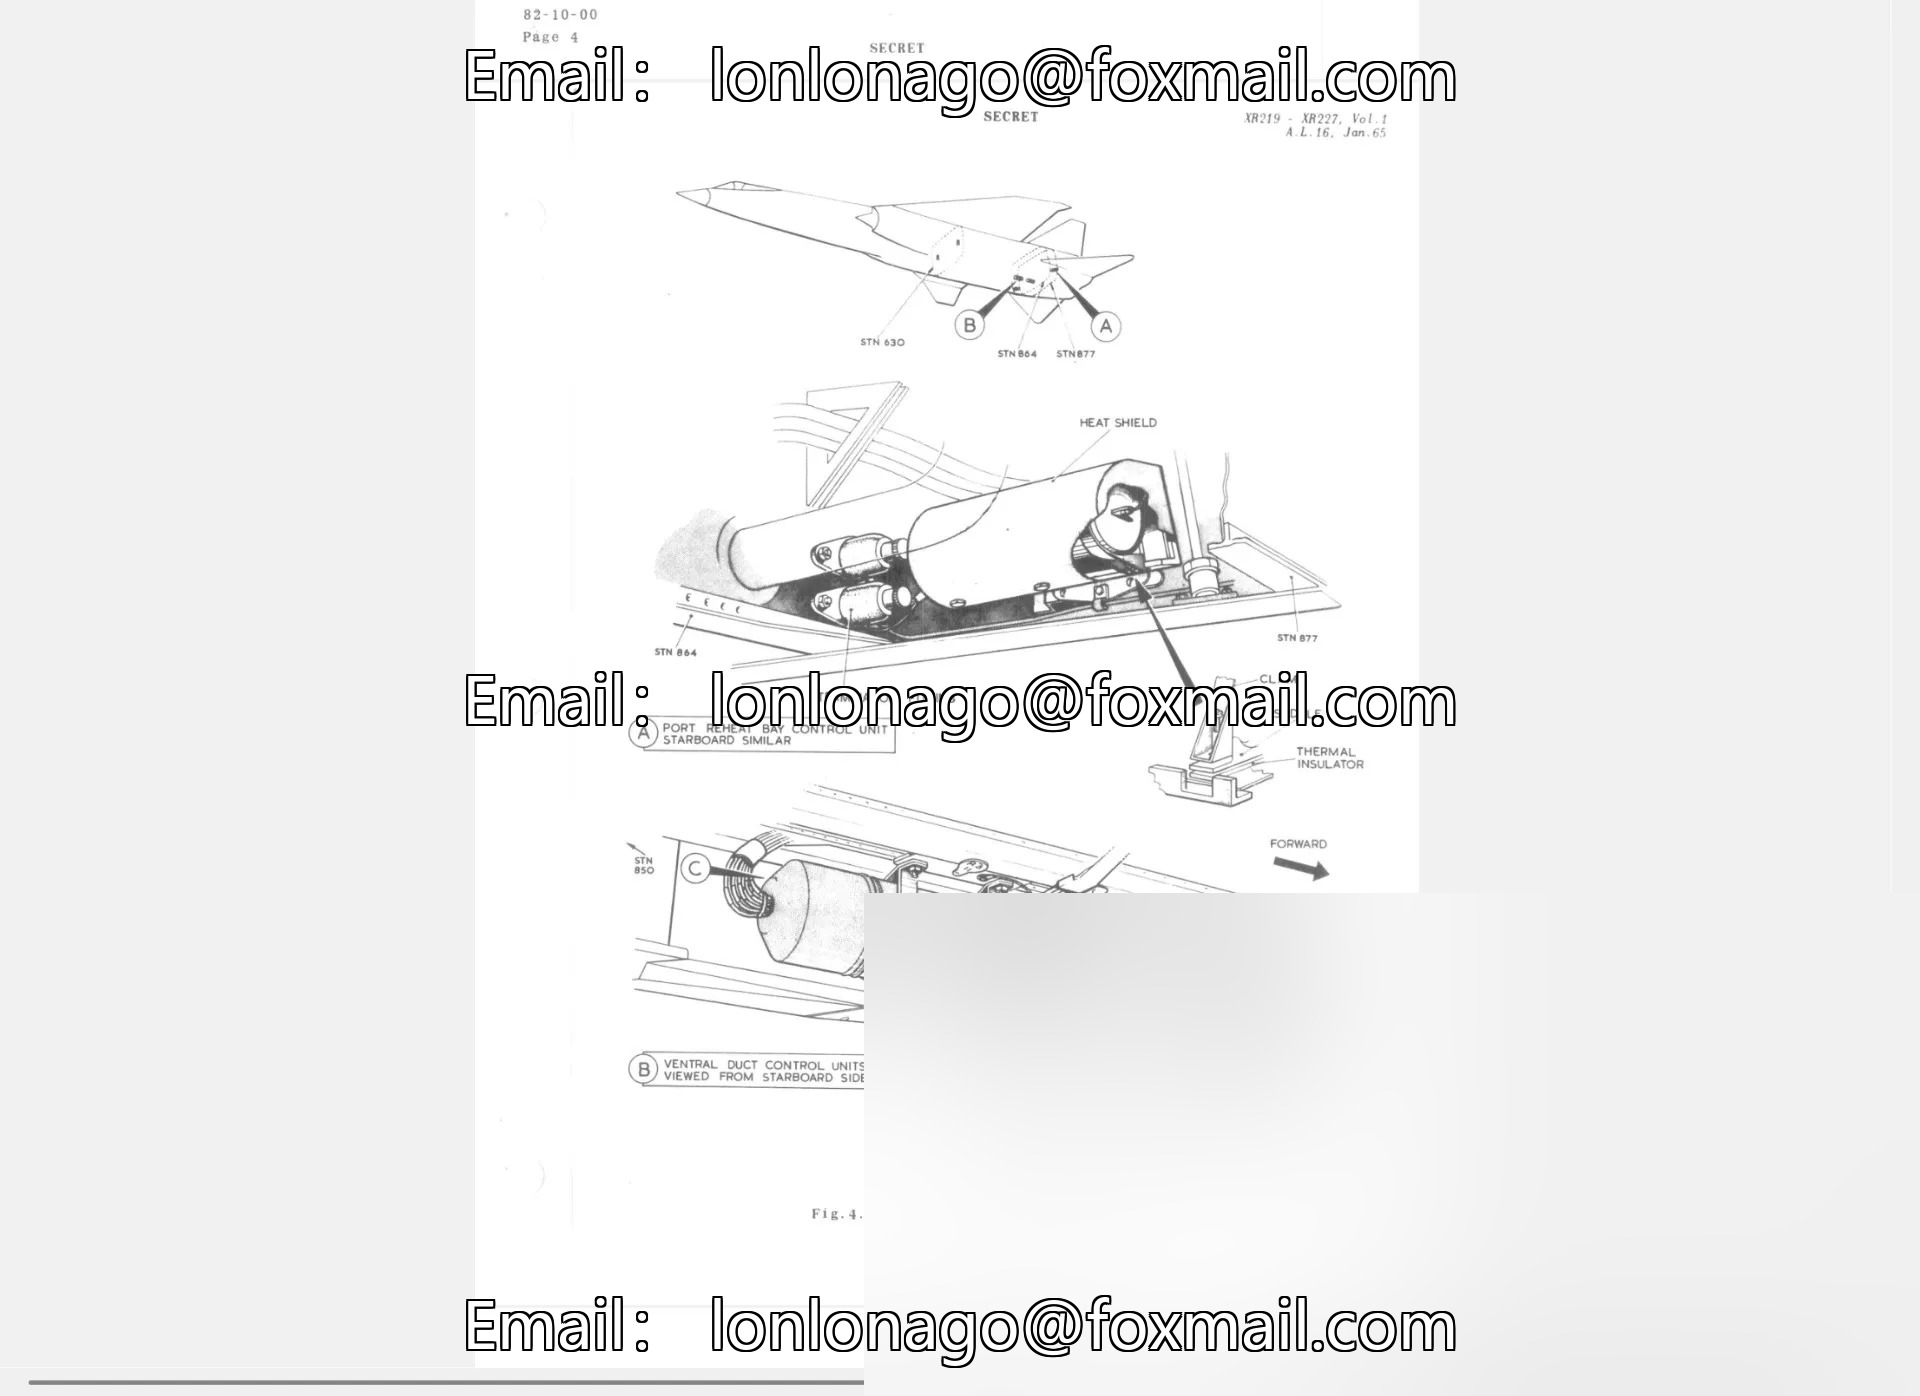 82-10-00
Page 4
SECRET
Email： lonlonago@foxmail.com
SECRET
XR219 - XR227, Vol.1
A.L.16, Jan.65
B
A
STN 630
STN 864
STN 877
HEAT SHIELD
STN 864
STN 877
Email： lonlonago@foxmail.com
A
PORT REHEAT BAY CONTROL UNIT
STARBOARD SIMILAR
THERMAL
INSULATOR
FORWARD
STN
850
C
B
VENTRAL DUCT CONTROL UNITS
VIEWED FROM STARBOARD SIDE
Fig.4.
Email： lonlonago@foxmail.com